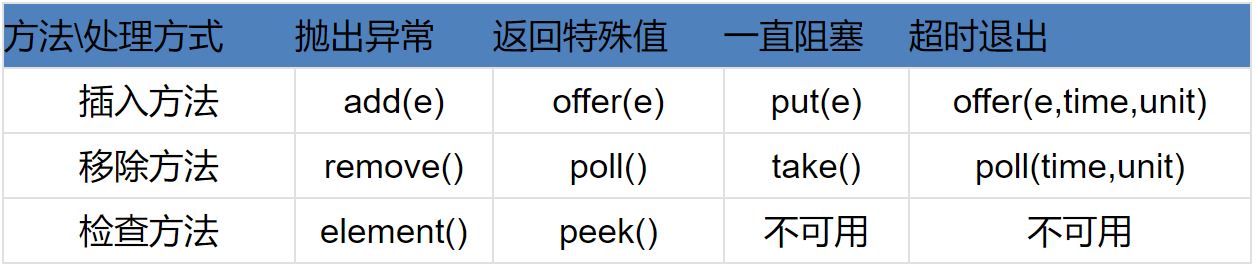 方法\处理方式 抛出异常 返回特殊值 一直阻塞 超时退出
插入方法 add(e) offer(e) put(e) offer(e,time,unit)
移除方法 remove() poll() take() poll(time,unit)
检查方法 element() peek() 不可用 不可用